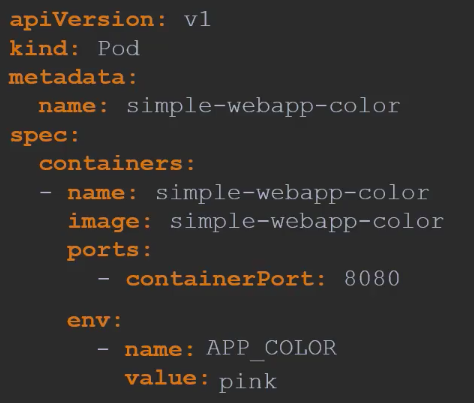 apiVersion: v1
kind: Pod
metadata:
  name: simple-webapp-color
spec:
  containers:
  - name: simple-webapp-color
    image: simple-webapp-color
    ports:
      - containerPort: 8080
    env:
      - name: APP_COLOR
        value: pink